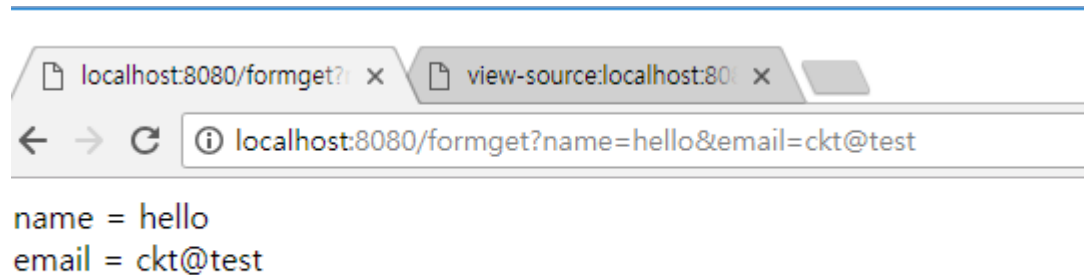 localhost:8080/formget?
view-source:localhost:80
localhost:8080/formget?name=hello&email=ckt@test
name = hello
email = ckt@test